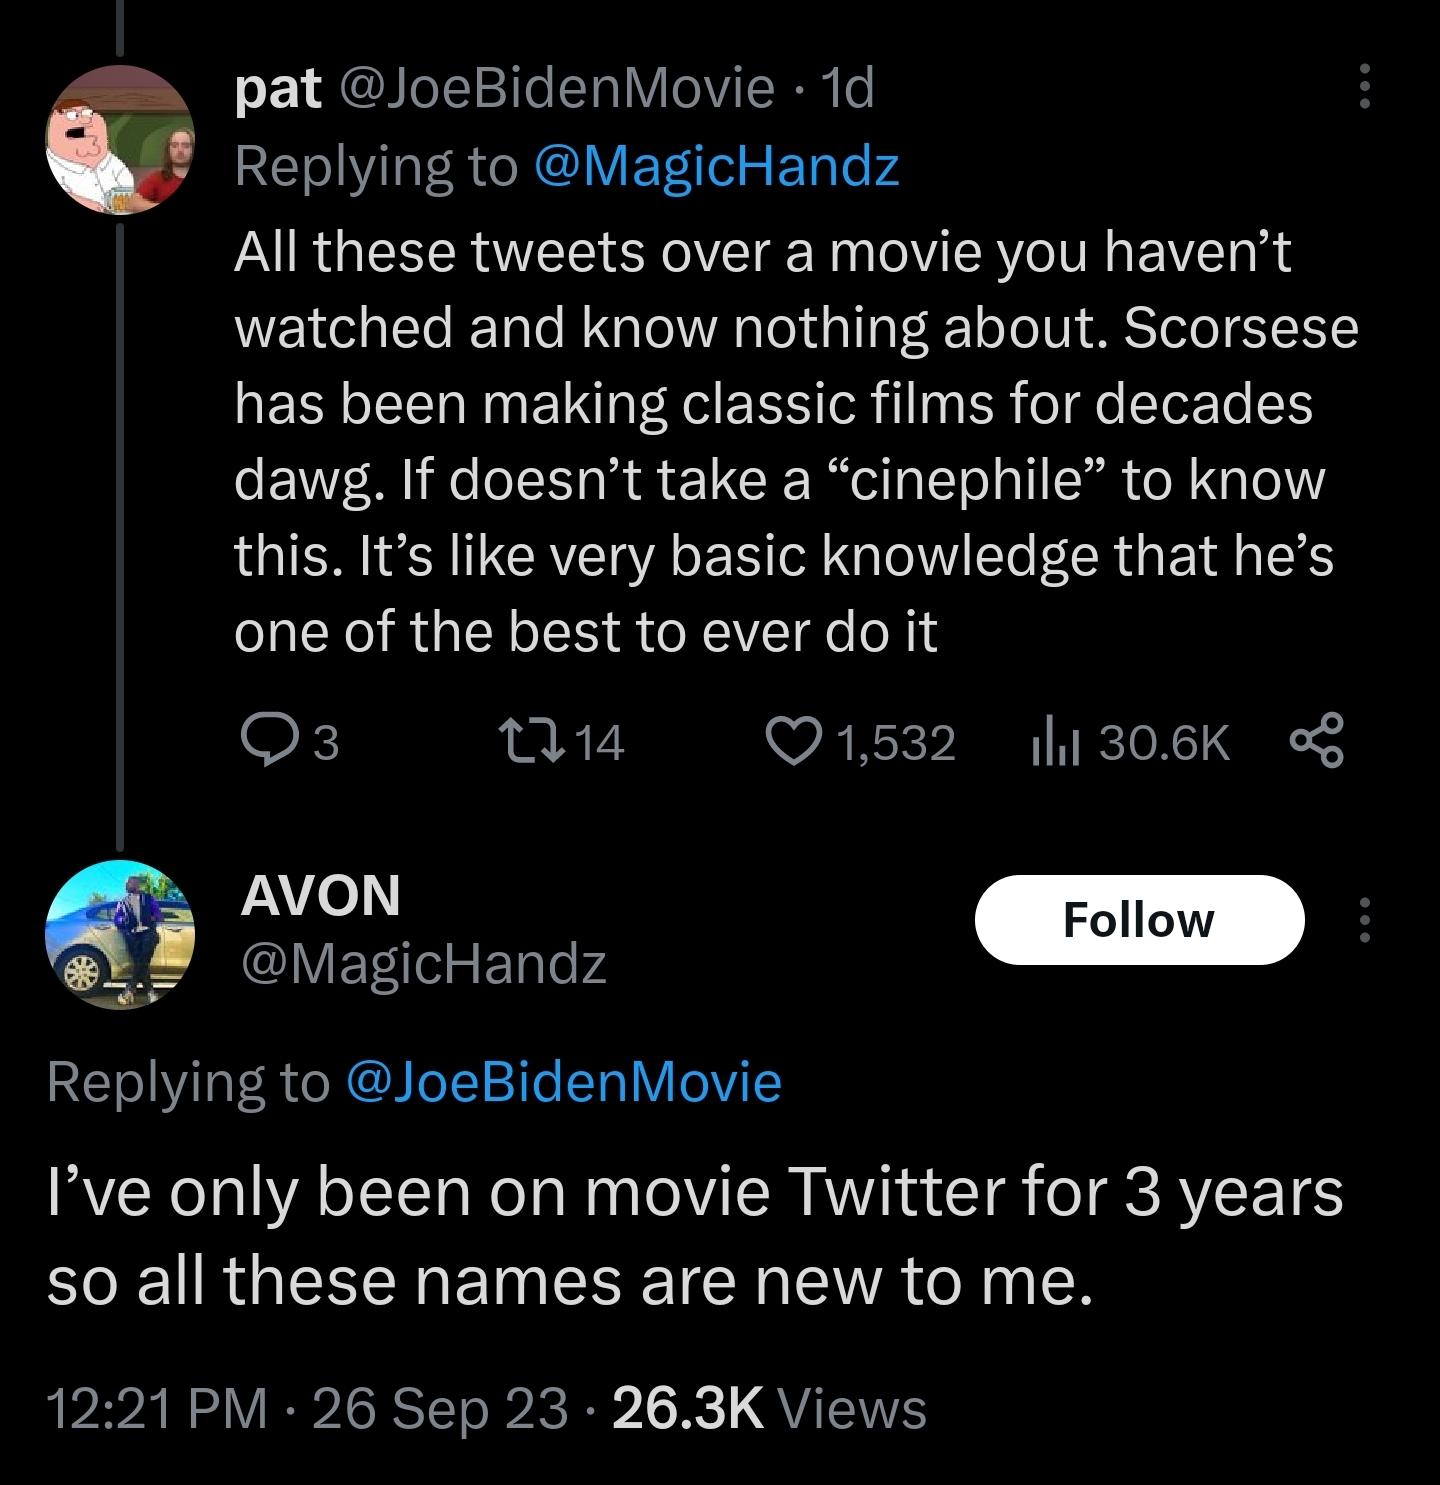 pat @JoeBidenMovie · 1d
Replying to @MagicHandz
All these tweets over a movie you haven’t
watched and know nothing about. Scorsese
has been making classic films for decades
dawg. If doesn’t take a “cinephile” to know
this. It’s like very basic knowledge that he’s
one of the best to ever do it
3 14 1,532 30.6K
AVON
Follow
@MagicHandz
Replying to @JoeBidenMovie
I’ve only been on movie Twitter for 3 years
so all these names are new to me.
12:21 PM · 26 Sep 23 · 26.3K Views